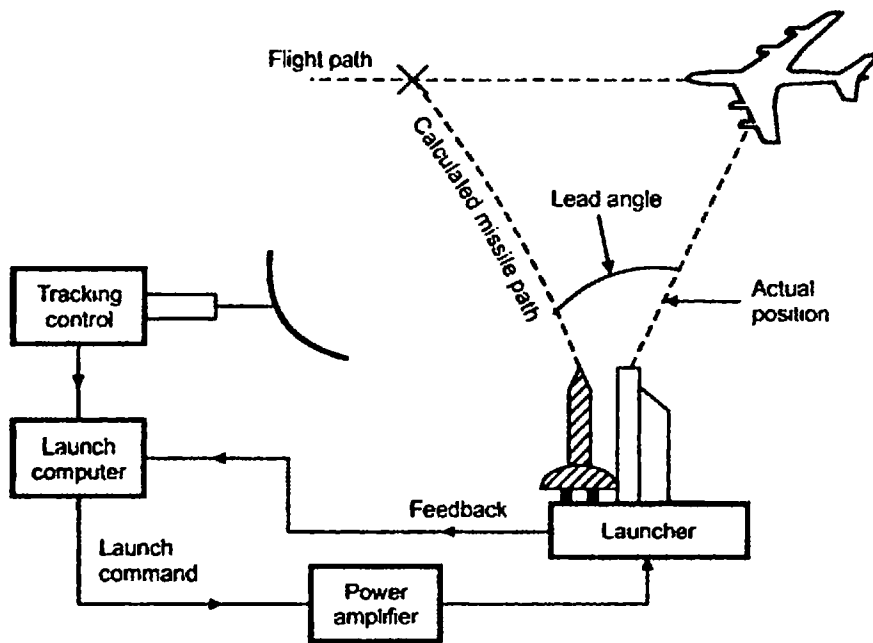 Flight path
Calculated missile path
Lead angle
Actual
position
Tracking
control
Launch
computer
Feedback
Launcher
Launch
command
Power
amplifier